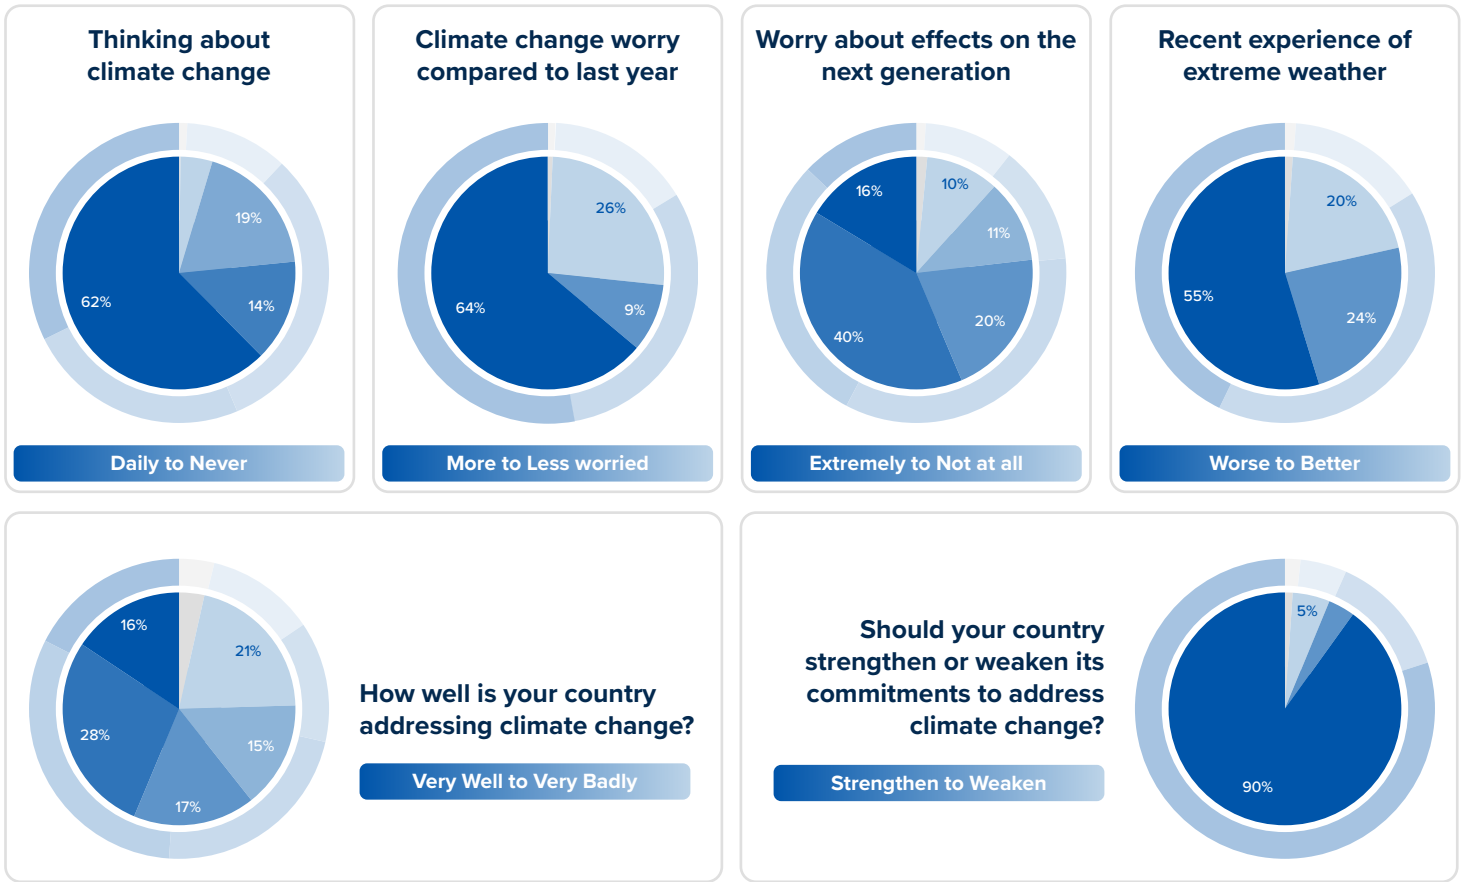 Thinking about
climate change
19%
14%
62%
Daily to Never
Climate change worry
compared to last year
26%
9%
64%
More to Less worried
Worry about effects on the
next generation
16%
10%
11%
20%
40%
Extremely to Not at all
Recent experience of
extreme weather
20%
55%
24%
Worse to Better
16%
21%
28%
15%
17%
How well is your country
addressing climate change?
Very Well to Very Badly
Should your country
strengthen or weaken its
commitments to address
climate change?
Strengthen to Weaken
5%
90%